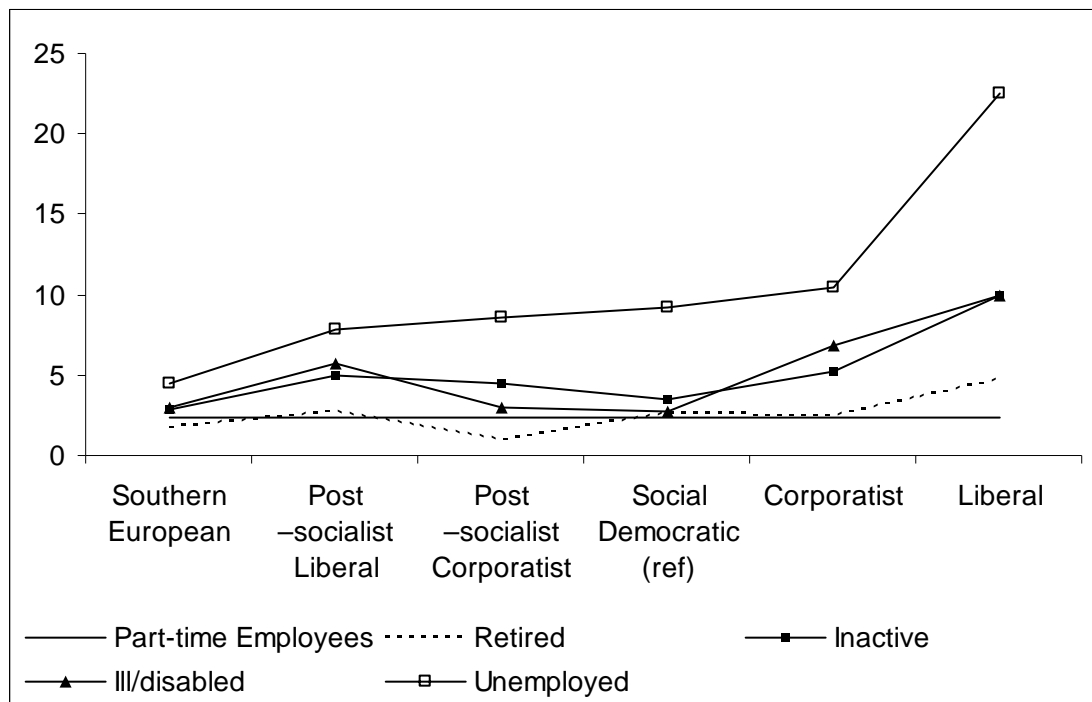 25
20
15
10
5
0
Southern
European
Post
–socialist
Liberal
Post
–socialist
Corporatist
Social
Democratic
(ref)
Corporatist
Liberal
Part-time Employees
Retired
Inactive
Ill/disabled
Unemployed